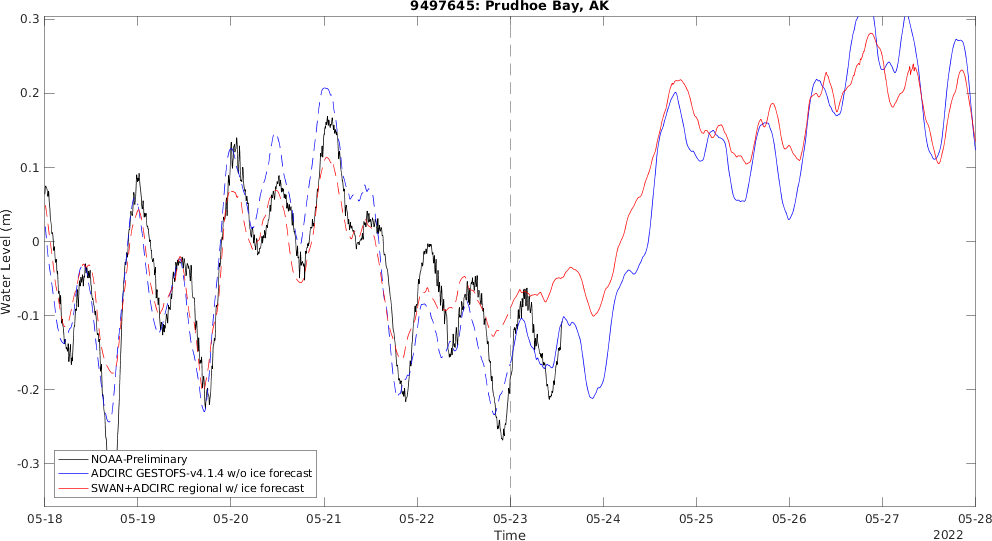 9497645: Prudhoe Bay, AK
0.3
0.2
0.1
0
-0.1
-0.2
-0.3
Water Level (m)
NOAA-Preliminary
ADCIRC GESTOFS-v4.1.4 w/o ice forecast
SWAN+ADCIRC regional w/ ice forecast
05-18 05-19 05-20 05-21 05-22 05-23 05-24 05-25 05-26 05-27 05-28
Time
2022